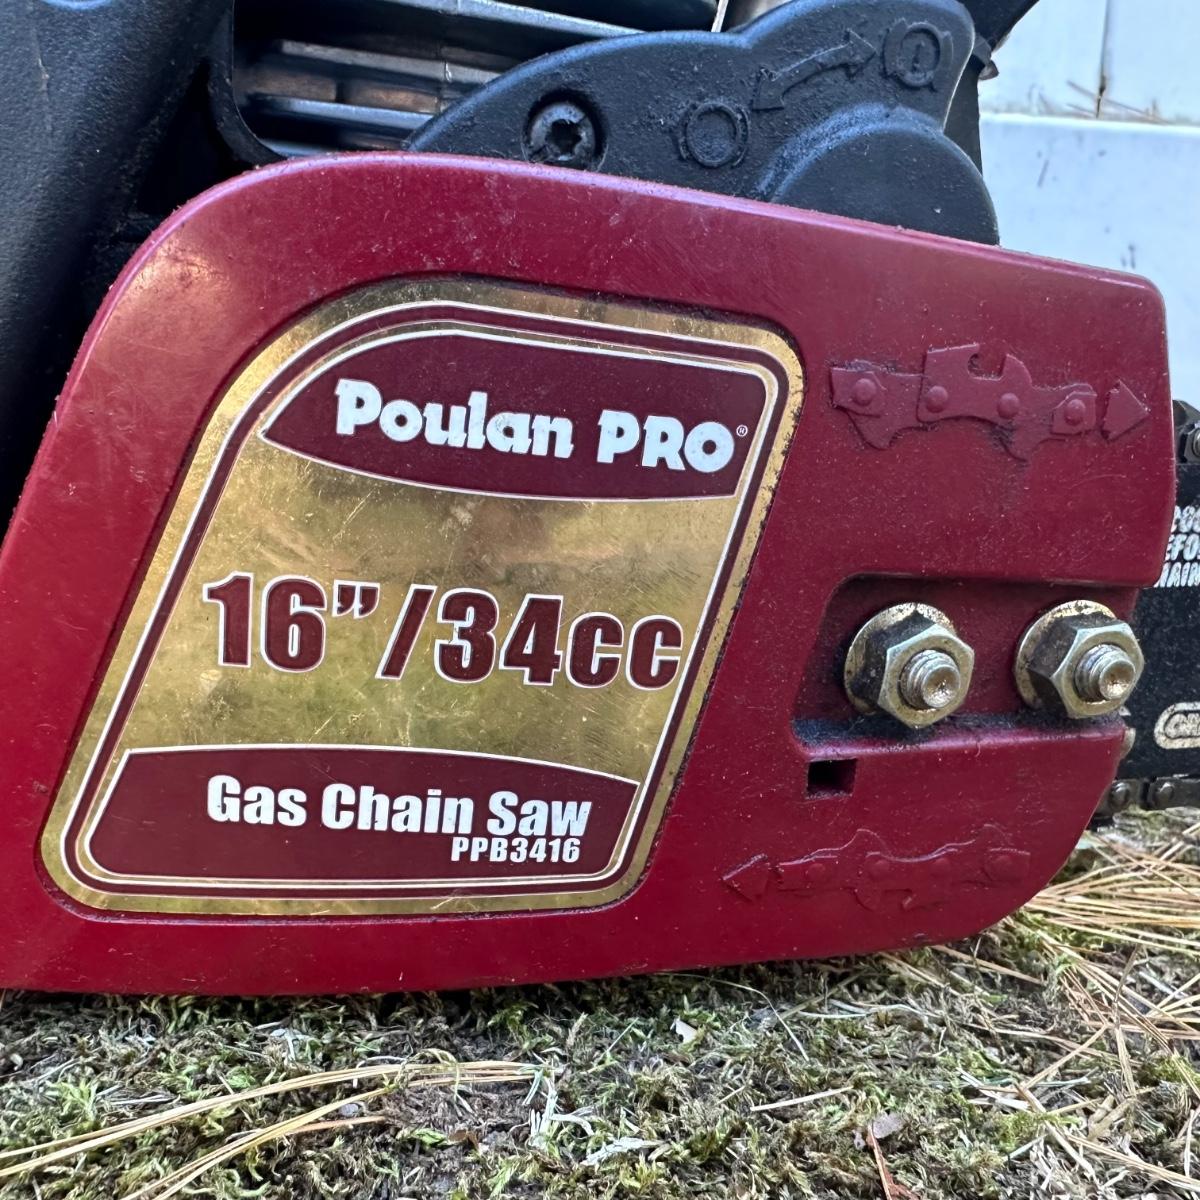 Poulan PRO®
16”/34cc
Gas Chain Saw
PPB3416